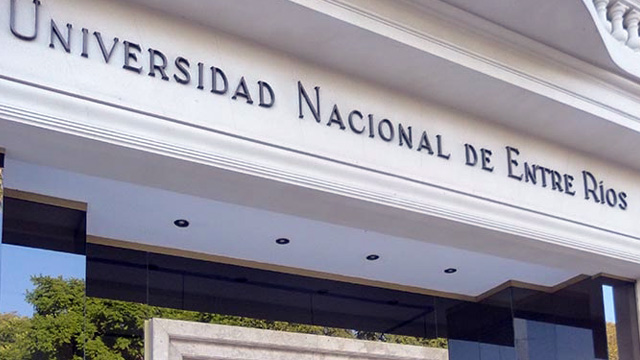 Universidad Nacional de Entre Ríos